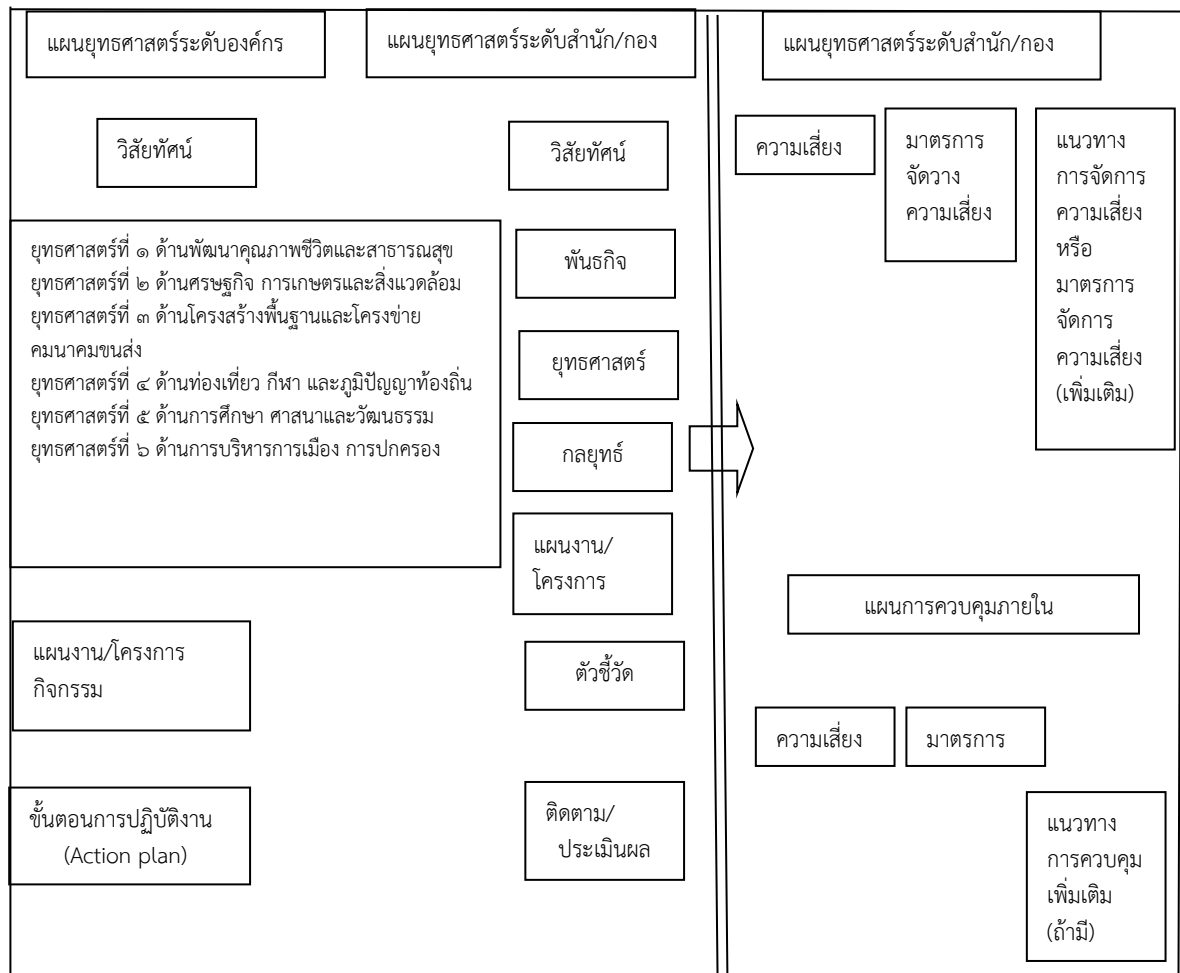 แผนยุทธศาสตร์ระดับองค์กร
แผนยุทธศาสตร์ระดับสำนัก/กอง
วิสัยทัศน์
วิสัยทัศน์
ยุทธศาสตร์ที่ ๑ ด้านพัฒนาคุณภาพชีวิตและสาธารณสุข
ยุทธศาสตร์ที่ ๒ ด้านศรษฐกิจ การเกษตรและสิ่งแวดล้อม
ยุทธศาสตร์ที่ ๓ ด้านโครงสร้างพื้นฐานและโครงข่าย
คมนาคมขนส่ง
ยุทธศาสตร์ที่ ๔ ด้านท่องเที่ยว กีฬา และภูมิปัญญาท้องถิ่น
ยุทธศาสตร์ที่ ๕ ด้านการศึกษา ศาสนาและวัฒนธรรม
ยุทธศาสตร์ที่ ๖ ด้านการบริหารการเมือง การปกครอง
พันธกิจ
ยุทธศาสตร์
กลยุทธ์
แผนงาน/
โครงการ
แผนงาน/โครงการ
กิจกรรม
ตัวชี้วัด
ขั้นตอนการปฏิบัติงาน
(Action plan)
ติดตาม/
ประเมินผล
แผนยุทธศาสตร์ระดับสำนัก/กอง
ความเสี่ยง
มาตรการ
จัดวาง
ความเสี่ยง
แนวทาง
การจัดการ
ความเสี่ยง
หรือ
มาตรการ
จัดการ
ความเสี่ยง
(เพิ่มเติม)
แผนการควบคุมภายใน
ความเสี่ยง
มาตรการ
แนวทาง
การควบคุม
เพิ่มเติม
(ถ้ามี)